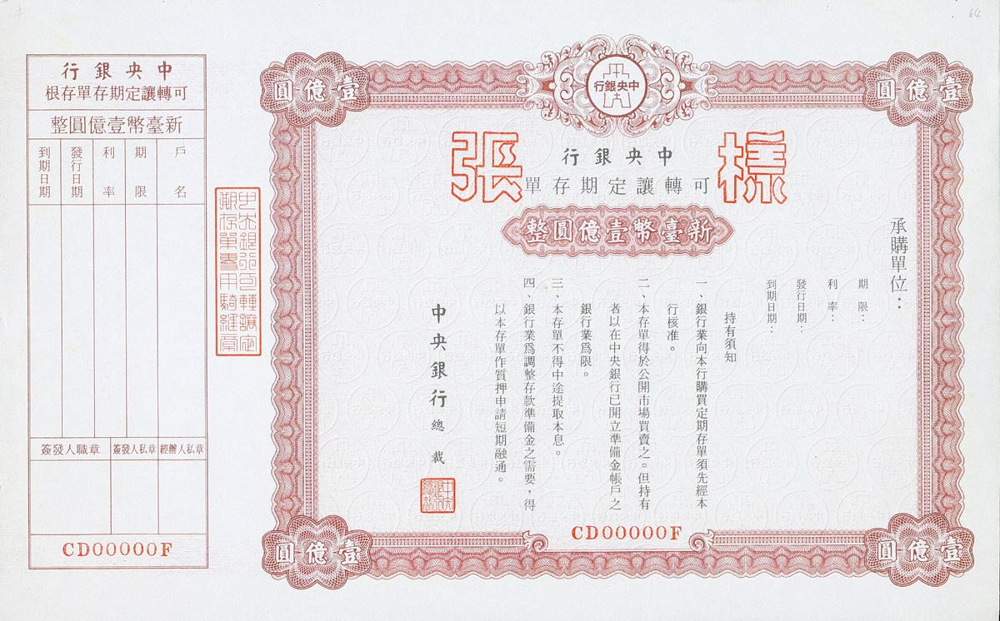 中央銀行
可轉讓定期存單存根
新臺幣壹億圓整
戶名
期限
利率
發行日期
到期日期
經辦人私章
簽發人私章
簽發人職章
CD00000F
中央銀行可轉讓定
期存單專用騎縫章
壹億圓
壹億圓
中央銀行
樣張
中央銀行
可轉讓定期存單
新臺幣壹億圓整
承購單位：
期限：
利率：
發行日期：
到期日期：
持有須知
一、銀行業向本行購買定期存單須先經本
行核准。
二、本存單得於公開市場買賣之。但持有
者以在中央銀行已開立準備金帳戶之
銀行業爲限。
三、本存單不得中途提取本息。
四、銀行業爲調整存款準備金之需要，得
以本存單作質押申請短期融通。
中央銀行總裁
中央
銀行
總裁
CD00000F
壹億圓
壹億圓
64